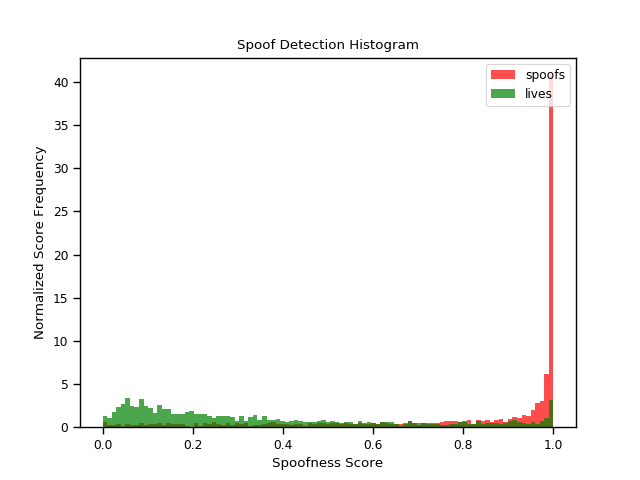 Spoof Detection Histogram
spoofs
lives
Normalized Score Frequency
40
35
30
25
20
15
10
5
0
0.0 0.2 0.4 0.6 0.8 1.0
Spoofness Score